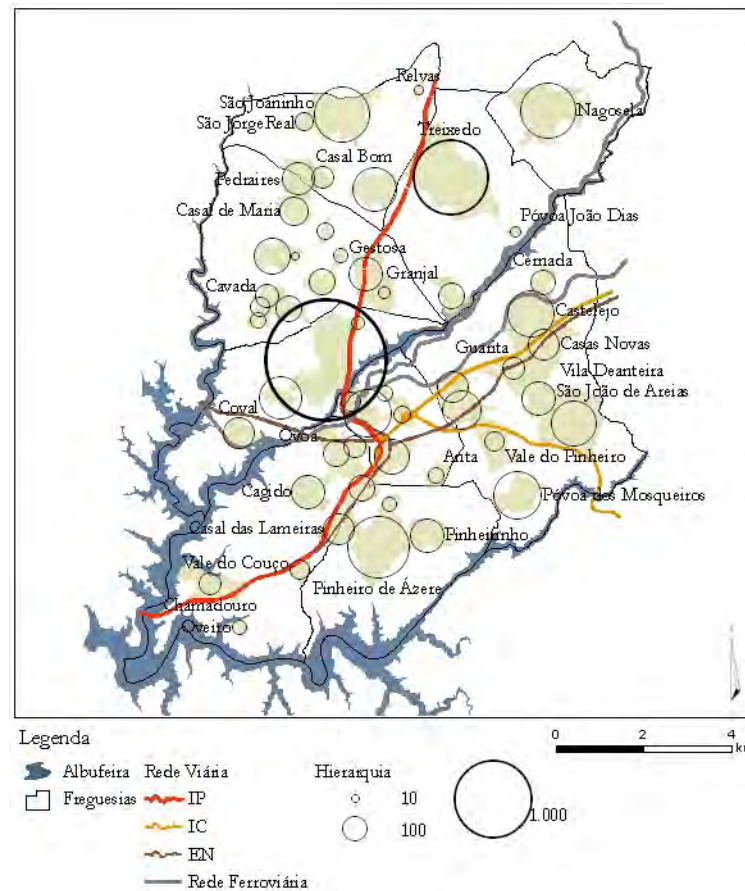 Relvas
São Joaninho
São Jorge Real
Nagosela
Treixedo
Casal Bom
Pedraires
Casal de Maria
Póvoa João Dias
Gestosa
Cernada
Granjal
Cavada
Castelejo
Guarita
Casas Novas
Vila Deanteira
São João de Areias
Coval
Ovoa
Anta
Vale do Pinheiro
Cagido
Póvoa dos Mosqueiros
Casal das Lameiras
Pinheirinho
Vale do Couço
Pinheiro de Ázere
Chamadouro
Oveiro
Legenda
0 2 4
Albufeira Rede Viária Hierarquia
Freguesias IP 10
IC 100 1.000
EN
Rede Ferroviária